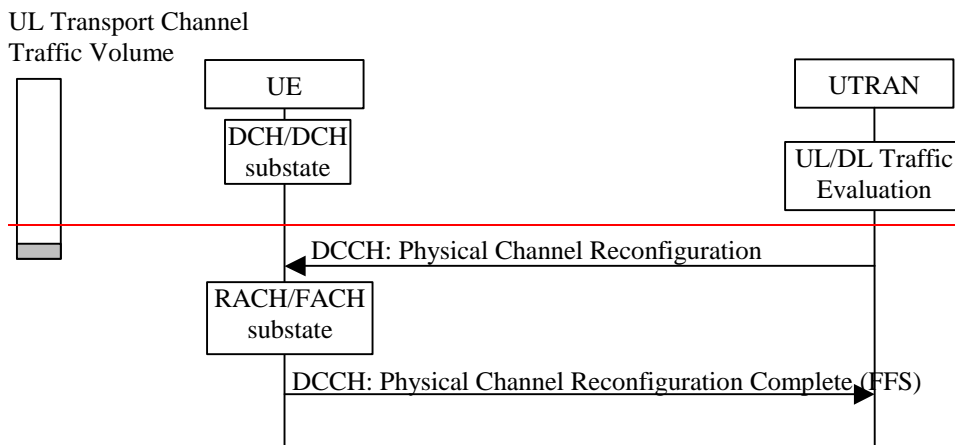 UL Transport Channel
Traffic Volume
UE
UTRAN
DCH/DCH
substate
UL/DL Traffic
Evaluation
DCCH: Physical Channel Reconfiguration
RACH/FACH
substate
DCCH: Physical Channel Reconfiguration Complete (FFS)